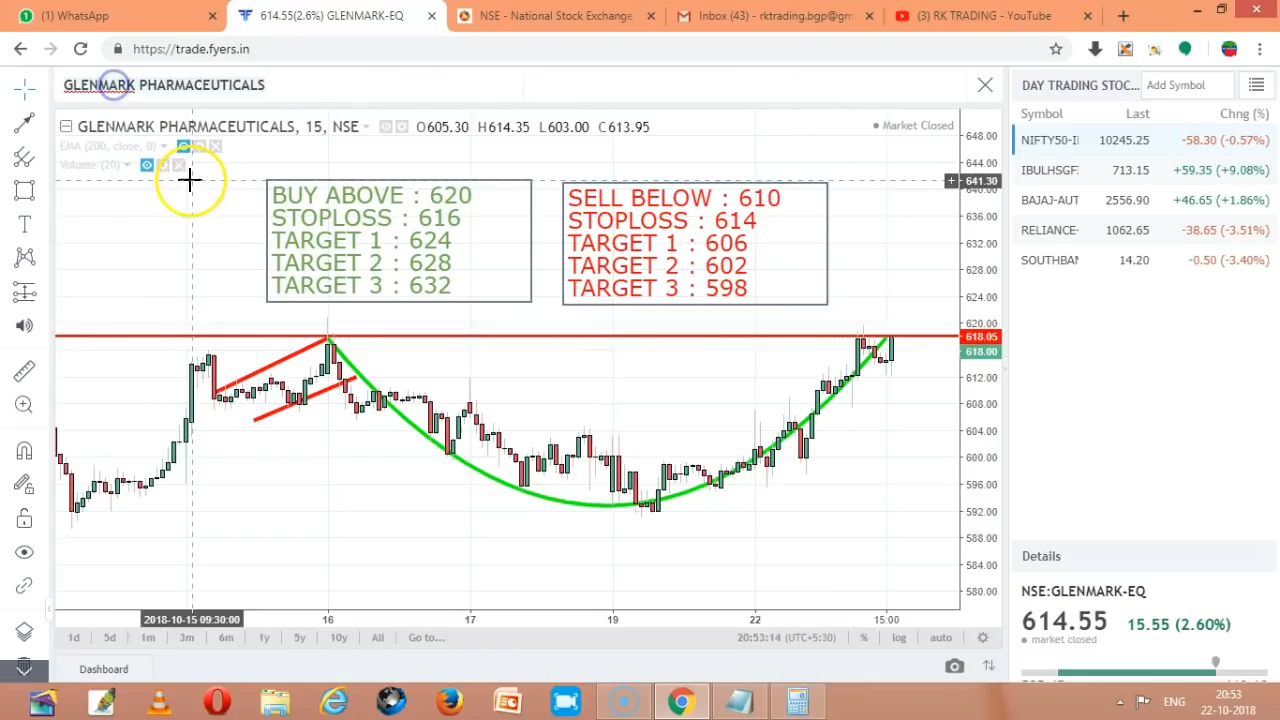 (1) WhatsApp
614.55(2.6%) GLENMARK-EQ
NSE - National Stock Exchange
Inbox (43) - rktrading.bgp@gm
(3) RK TRADING - YouTube
https://trade.fyers.in
GLENMARK PHARMACEUTICALS
DAY TRADING STOC...
Add Symbol
GLENMARK PHARMACEUTICALS, 15, NSE
O605.30 H614.35 L603.00 C613.95
Market Closed
EMA (200, close, 0)
Volume (20)
BUY ABOVE : 620
STOPLOSS : 616
TARGET 1 : 624
TARGET 2 : 628
TARGET 3 : 632
SELL BELOW : 610
STOPLOSS : 614
TARGET 1 : 606
TARGET 2 : 602
TARGET 3 : 598
648.00
644.00
641.30
640.00
636.00
632.00
628.00
624.00
620.00
618.05
618.00
612.00
608.00
604.00
600.00
596.00
592.00
588.00
584.00
580.00
Symbol Last Chng (%)
NIFTY50-I 10245.25 -58.30 (-0.57%)
IBULHSGF 713.15 +59.35 (+9.08%)
BAJAJ-AUT 2556.90 +46.65 (+1.86%)
RELIANCE- 1062.65 -38.65 (-3.51%)
SOUTHBAN 14.20 -0.50 (-3.40%)
Details
NSE:GLENMARK-EQ
614.55 15.55 (2.60%)
market closed
2018-10-15 09:30:00 16 17 19 22 15:00
1d 5d 1m 3m 6m 1y 5y 10y All Go to...
20:53:14 (UTC+5:30) % log auto
Dashboard
ENG
20:53
22-10-2018